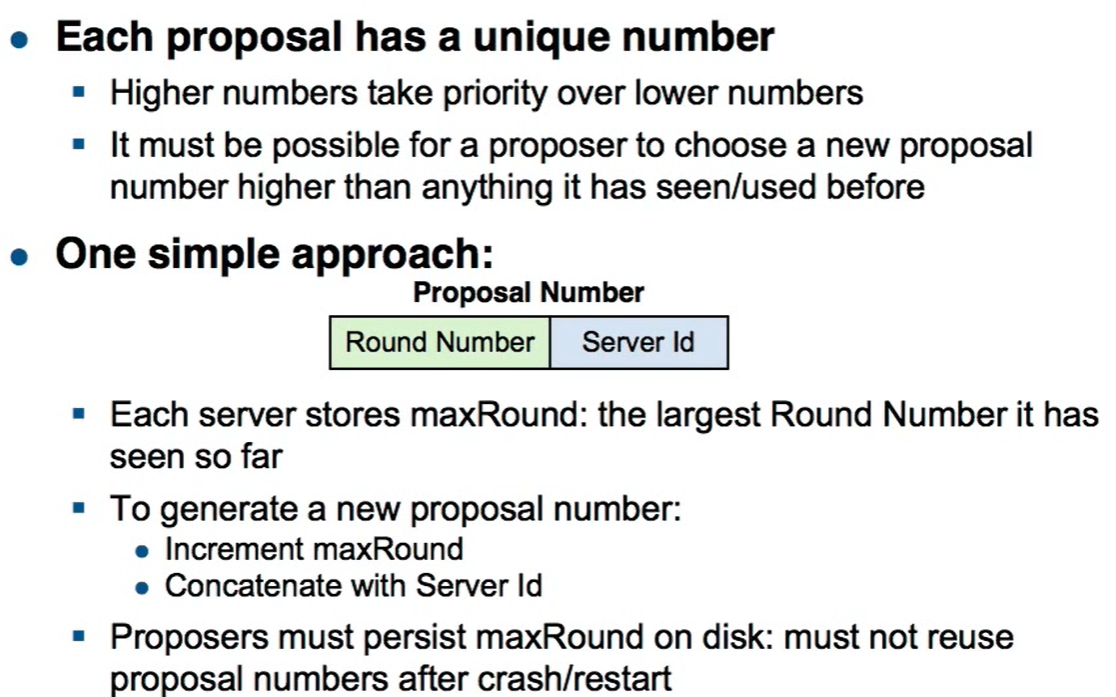 Each proposal has a unique number
Higher numbers take priority over lower numbers
It must be possible for a proposer to choose a new proposal
number higher than anything it has seen/used before
One simple approach:
Proposal Number
Round Number Server Id
Each server stores maxRound: the largest Round Number it has
seen so far
To generate a new proposal number:
Increment maxRound
Concatenate with Server Id
Proposers must persist maxRound on disk: must not reuse
proposal numbers after crash/restart